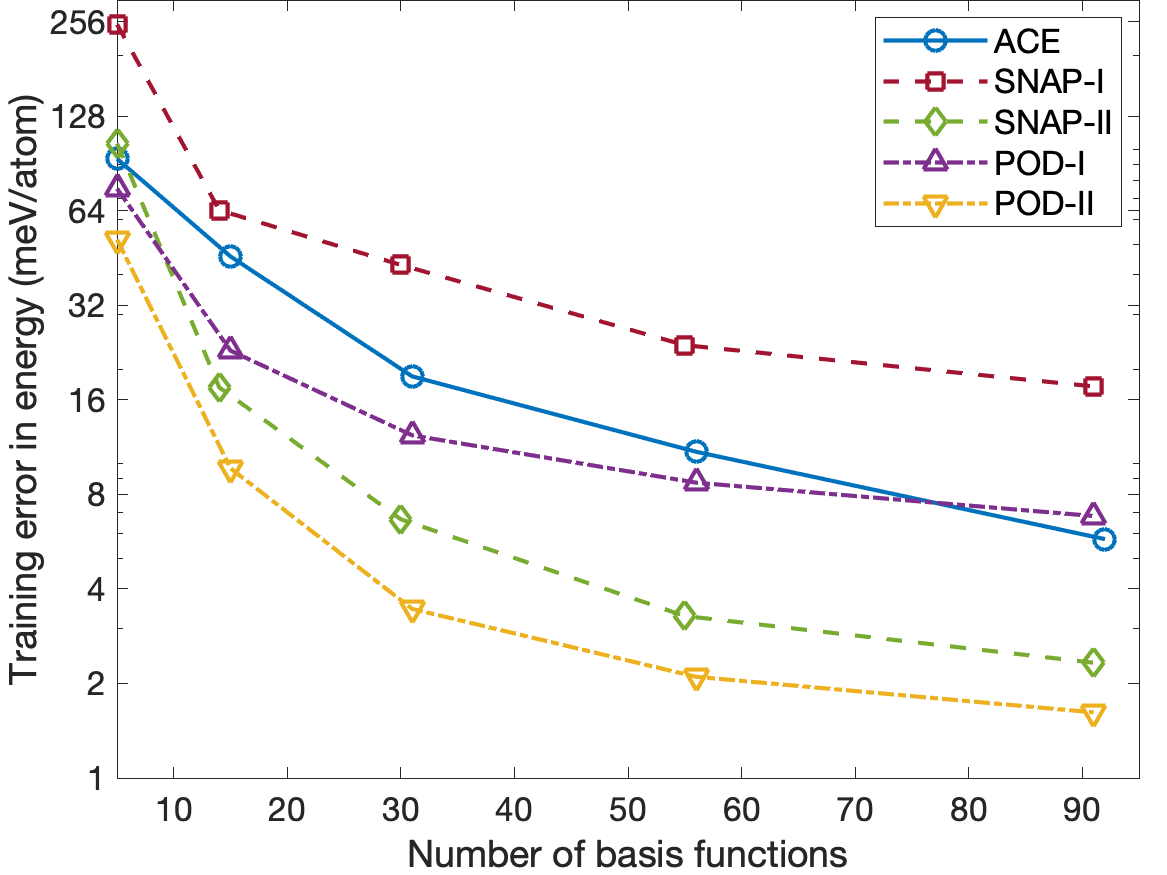 Training error in energy (meV/atom)
256
128
64
32
16
8
4
2
1
ACE
SNAP-I
SNAP-II
POD-I
POD-II
10 20 30 40 50 60 70 80 90
Number of basis functions